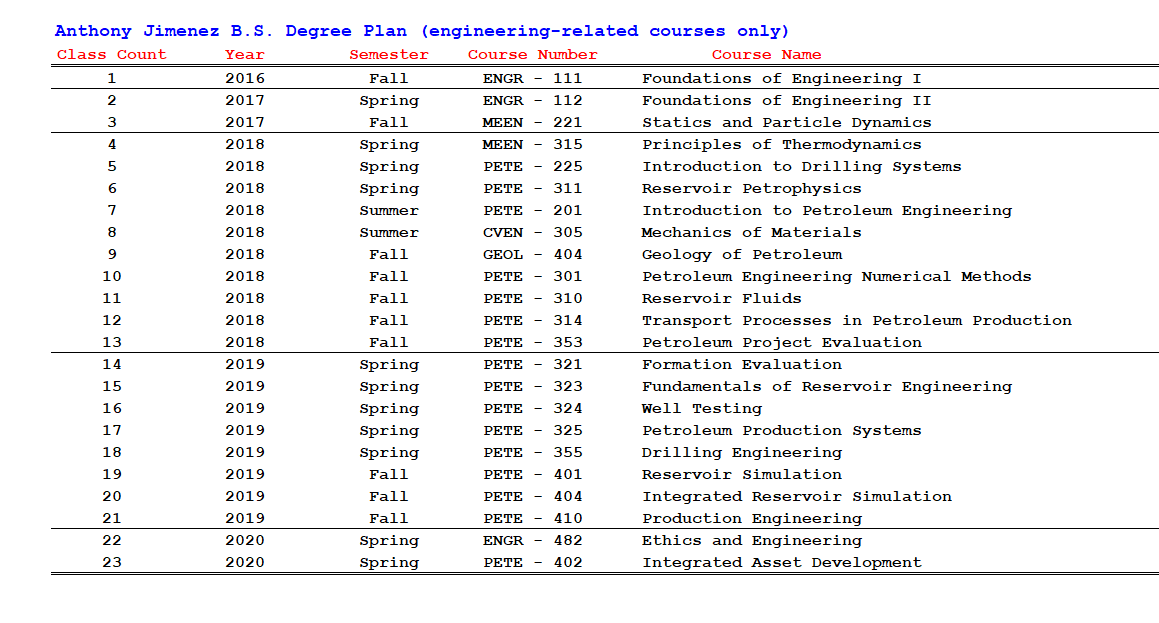 Anthony Jimenez B.S. Degree Plan (engineering-related courses only)
Class Count Year Semester Course Number Course Name
1 2016 Fall ENGR - 111 Foundations of Engineering I
2 2017 Spring ENGR - 112 Foundations of Engineering II
3 2017 Fall MEEN - 221 Statics and Particle Dynamics
4 2018 Spring MEEN - 315 Principles of Thermodynamics
5 2018 Spring PETE - 225 Introduction to Drilling Systems
6 2018 Spring PETE - 311 Reservoir Petrophysics
7 2018 Summer PETE - 201 Introduction to Petroleum Engineering
8 2018 Summer CVEN - 305 Mechanics of Materials
9 2018 Fall GEOL - 404 Geology of Petroleum
10 2018 Fall PETE - 301 Petroleum Engineering Numerical Methods
11 2018 Fall PETE - 310 Reservoir Fluids
12 2018 Fall PETE - 314 Transport Processes in Petroleum Production
13 2018 Fall PETE - 353 Petroleum Project Evaluation
14 2019 Spring PETE - 321 Formation Evaluation
15 2019 Spring PETE - 323 Fundamentals of Reservoir Engineering
16 2019 Spring PETE - 324 Well Testing
17 2019 Spring PETE - 325 Petroleum Production Systems
18 2019 Spring PETE - 355 Drilling Engineering
19 2019 Fall PETE - 401 Reservoir Simulation
20 2019 Fall PETE - 404 Integrated Reservoir Simulation
21 2019 Fall PETE - 410 Production Engineering
22 2020 Spring ENGR - 482 Ethics and Engineering
23 2020 Spring PETE - 402 Integrated Asset Development